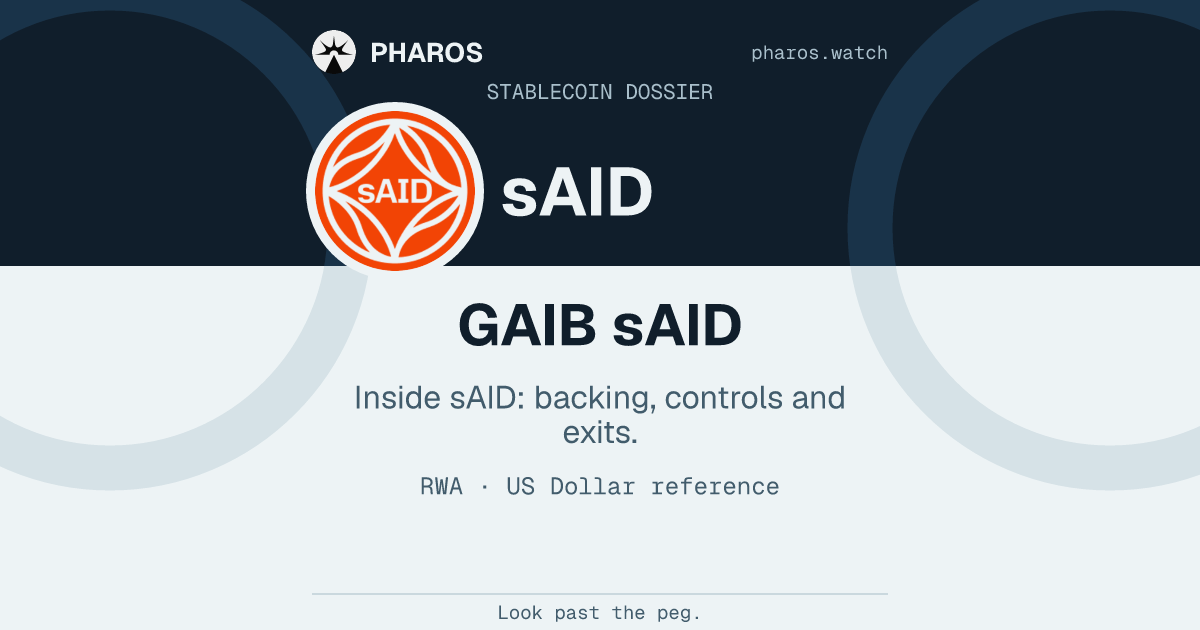 PHAROS
pharos.watch
STABLECOIN DOSSIER
sAID
sAID
GAIB sAID
Inside sAID: backing, controls and
exits.
RWA · US Dollar reference
Look past the peg.